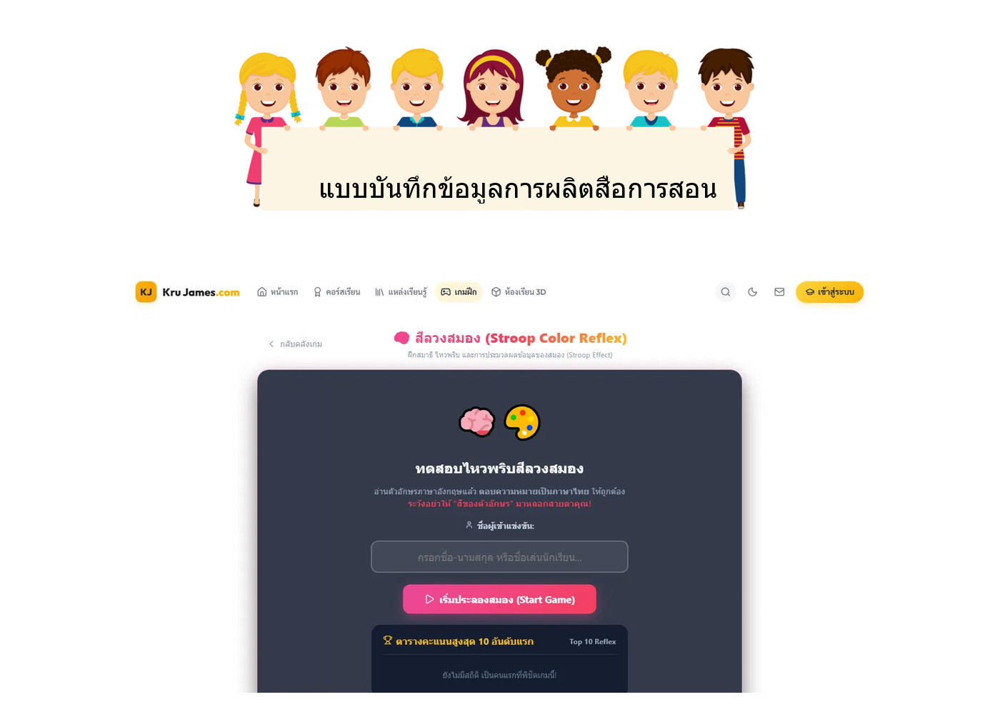 แบบบันทึกข้อมูลการผลิตสื่อการสอน
KJ Kru James.com หน้าแรก คอร์สเรียน แหล่งเรียนรู้ เกมฝึก ห้องเรียน 3D เข้าสู่ระบบ
กลับคลังเกม
สีลวงสมอง (Stroop Color Reflex)
ฝึกสมาธิ ไหวพริบ และการประมวลผลข้อมูลของสมอง (Stroop Effect)
ทดสอบไหวพริบสีลวงสมอง
อ่านตัวอักษรภาษาอังกฤษแล้ว ตอบความหมายเป็นภาษาไทย ให้ถูกต้อง
ระวังอย่าให้ "สีของตัวอักษร" มาหลอกสายตาคุณ!
ชื่อผู้เข้าแข่งขัน:
กรอกชื่อ-นามสกุล หรือชื่อเล่นนักเรียน...
เริ่มประลองสมอง (Start Game)
ตารางคะแนนสูงสุด 10 อันดับแรก Top 10 Reflex
ยังไม่มีสถิติ เป็นคนแรกที่พิชิตเกมนี้!